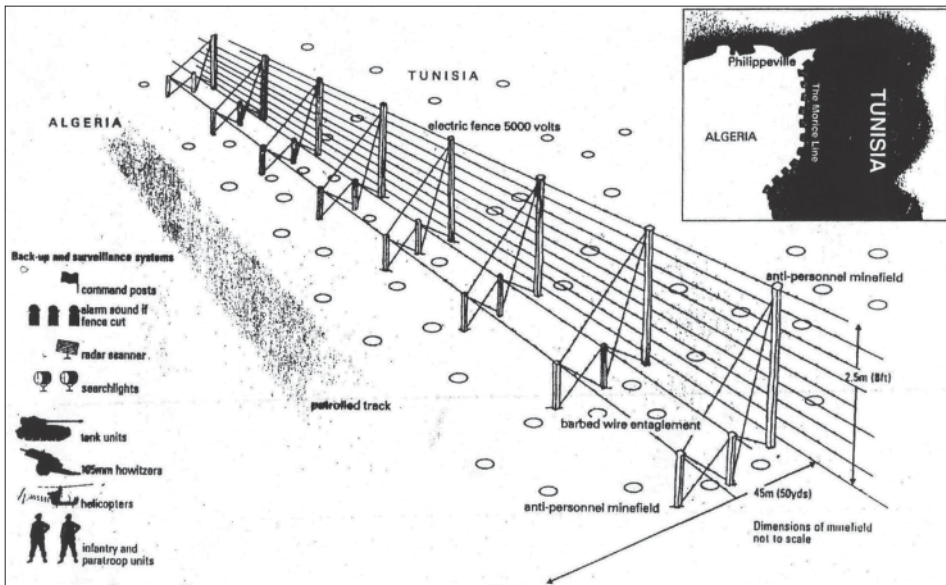 TUNISIA
ALGERIA
electric fence 5000 volts
Philippeville
The Morice Line
TUNISIA
ALGERIA
Back-up and surveillance systems
command posts
alarm sound if
fence cut
radar scanner
searchlights
tank units
105mm howitzers
helicopters
infantry and
paratroop units
patrolled track
anti-personnel minefield
2.5m (8ft)
barbed wire entaglement
45m (50yds)
anti-personnel minefield
Dimensions of minefield
not to scale